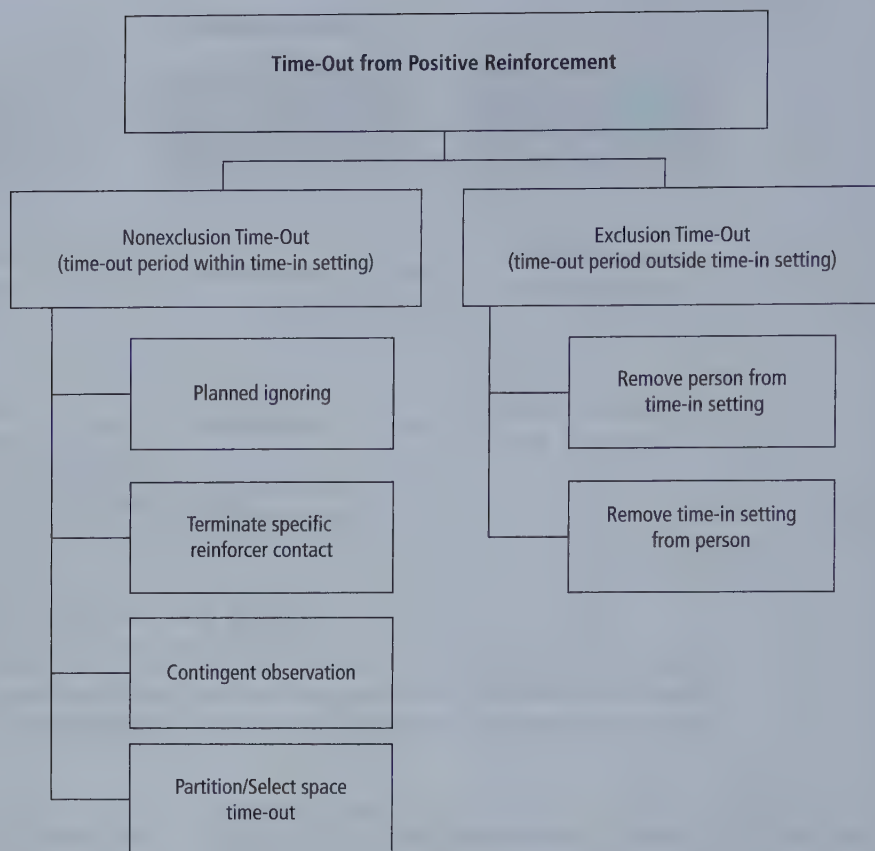 Time-Out from Positive Reinforcement
Nonexclusion Time-Out
(time-out period within time-in setting)
Exclusion Time-Out
(time-out period outside time-in setting)
Planned ignoring
Remove person from
time-in setting
Terminate specific
reinforcer contact
Remove time-in setting
from person
Contingent observation
Partition/Select space
time-out